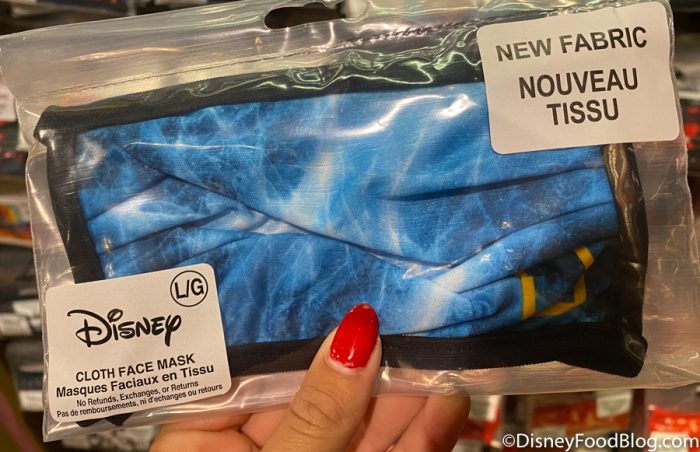 NEW FABRIC
NOUVEAU
TISSU
L/G
Disney
CLOTH FACE MASK
Masques Faciaux en Tissu
No Refunds, Exchanges, or Returns
Pas de remboursements, ni d'echanges ou retours
©DisneyFoodBlog.com